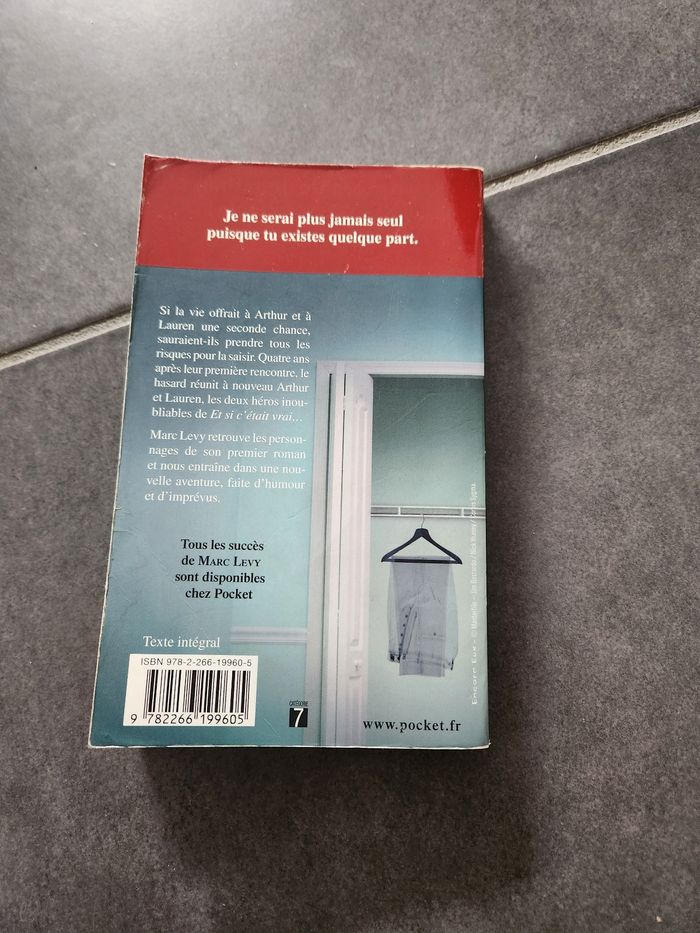 Je ne serai plus jamais seul
puisque tu existes quelque part.
Si la vie offrait à Arthur et à
Lauren une seconde chance,
sauraient-ils prendre tous les
risques pour la saisir. Quatre ans
après leur première rencontre, le
hasard réunit à nouveau Arthur
et Lauren, les deux héros inou-
bliables de Et si c'était vrai...
Marc Levy retrouve les person-
nages de son premier roman
et nous entraîne dans une nou-
velle aventure, faite d'humour
et d'imprévus.
Tous les succès
de MARC LEVY
sont disponibles
chez Pocket
Texte intégral
ISBN 978-2-266-19960-5
9 782266 199605
CATÉGORIE
7
www.pocket.fr